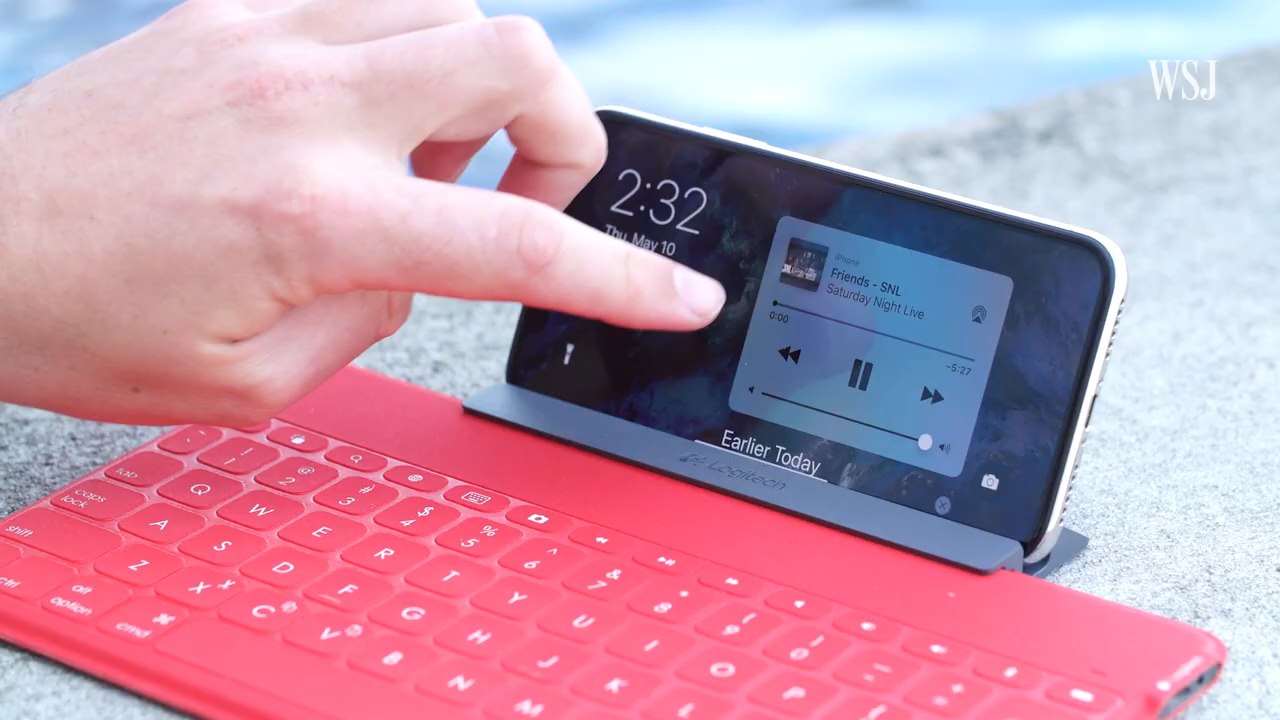 WSJ
2:32
Thu, May 10
iPhone
Friends - SNL
Saturday Night Live
0:00
-5:27
Earlier Today
Logitech
! @ # $ % ^ & * ( )
1 2 3 4 5 6 7 8 9 0
tab Q W E R T Y U I O P
caps lock A S D F G H J K L
shift Z X C V B N M
ctrl alt option cmd ⌘